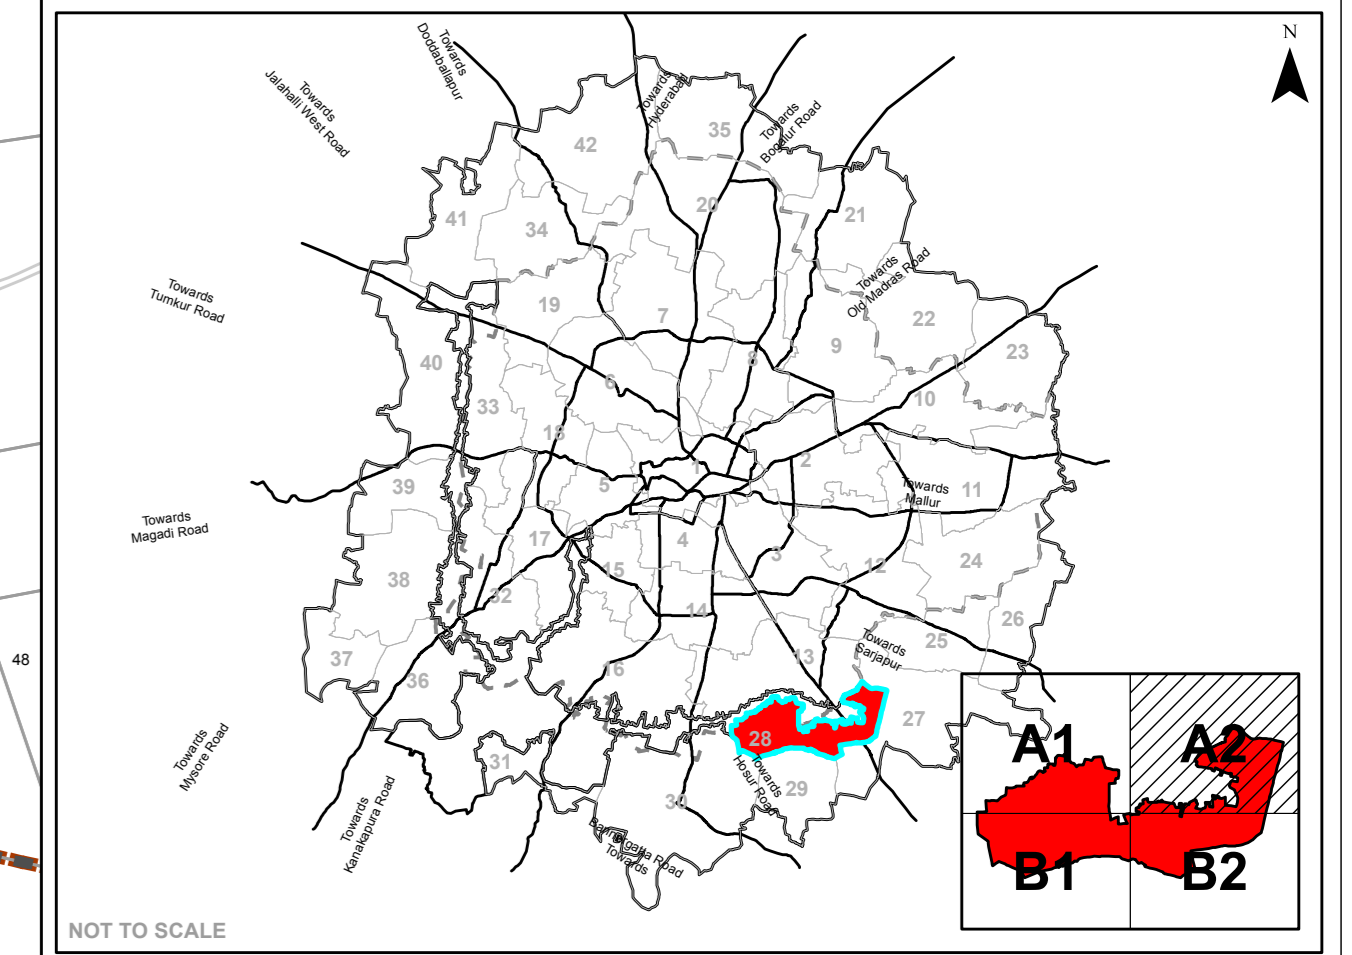 N
Towards
Doddaballapur
Towards
Jalahalli West Road
Towards
Hyderabad
Towards
Bogalur Road
42
35
41
34
20
21
Towards
Old Madras Road
Towards
Tumkur Road
19
7
22
9
8
23
40
6
10
33
18
1
2
39
5
Towards
Mallur
11
Towards
Magadi Road
17
4
3
12
24
38
15
32
14
26
25
Towards
Sarjapur
48
37
36
16
13
27
28
Towards
Hosur Road
Towards
Mysore Road
31
29
30
Towards
Kanakapura Road
Bannergatta Road
Towards
A1
A2
B1
B2
NOT TO SCALE